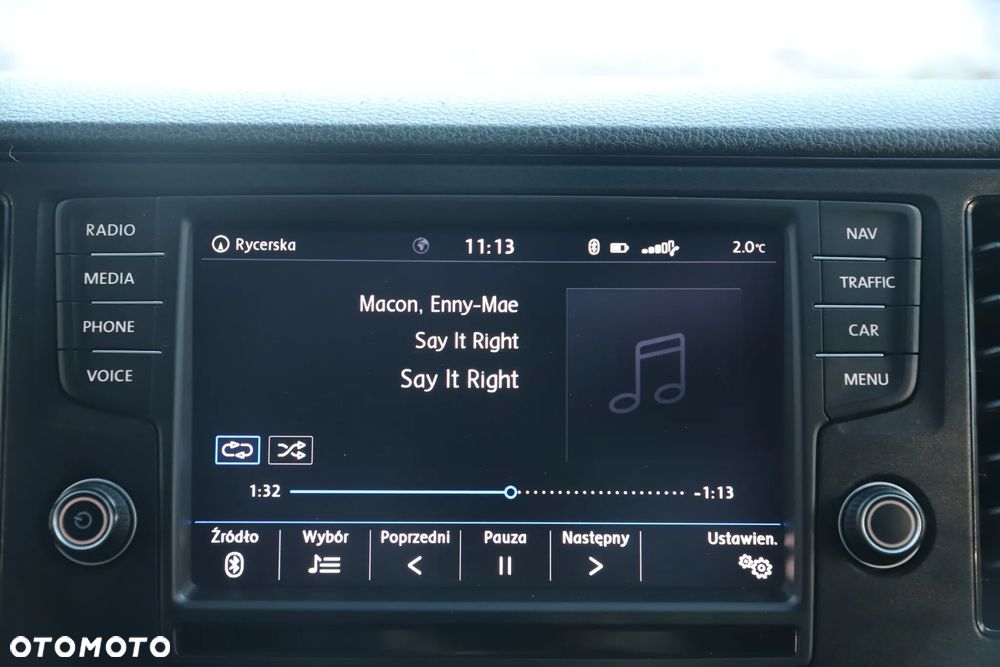 RADIO
MEDIA
PHONE
VOICE
Rycerska
11:13
2.0°C
Macon, Enny-Mae
Say It Right
Say It Right
1:32
-1:13
Źródło
Wybór
Poprzedni
Pauza
Następny
Ustawien.
NAV
TRAFFIC
CAR
MENU
OTOMOTO